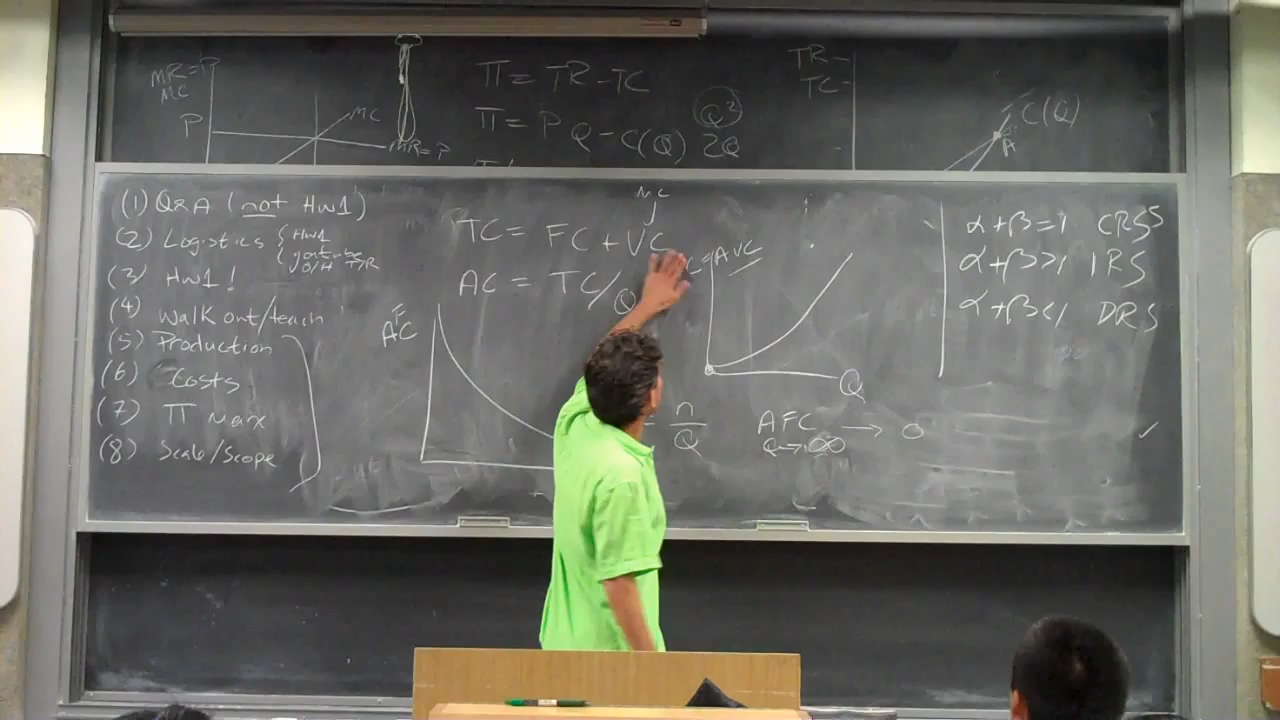 MR=P
MC
P
MC
MR=P
π = TR - TC
π = PQ - C(Q) Q² 2Q
TR
TC
C(Q)
A
(1) Q&A (not HW1)
(2) Logistics { HW1
O/H T/R
(3) HW1!
(4) Walk out/teach
(5) Production
(6) Costs
(7) π Max
(8) Scale/Scope
MC
TC = FC + VC
AC = TC/Q
AFC
= AVC
Q
= n/Q
AFC → 0
Q→∞
α+β=1 CRS
α+β>1 IRS
α+β<1 DRS